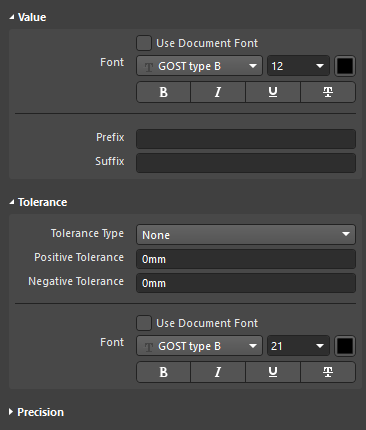 Value
Use Document Font
Font T GOST type B 12
B I U T
Prefix
Suffix
Tolerance
Tolerance Type None
Positive Tolerance 0mm
Negative Tolerance 0mm
Use Document Font
Font T GOST type B 21
B I U T
Precision